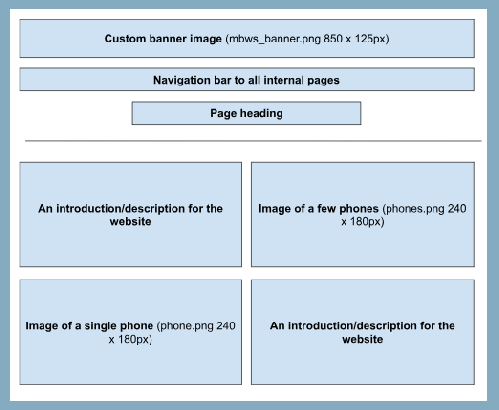 Custom banner image (mbws_banner.png 850 x 125px)
Navigation bar to all internal pages
Page heading
An introduction/description for the
website
Image of a few phones (phones.png 240
x 180px)
Image of a single phone (phone.png 240
x 180px)
An introduction/description for the
website